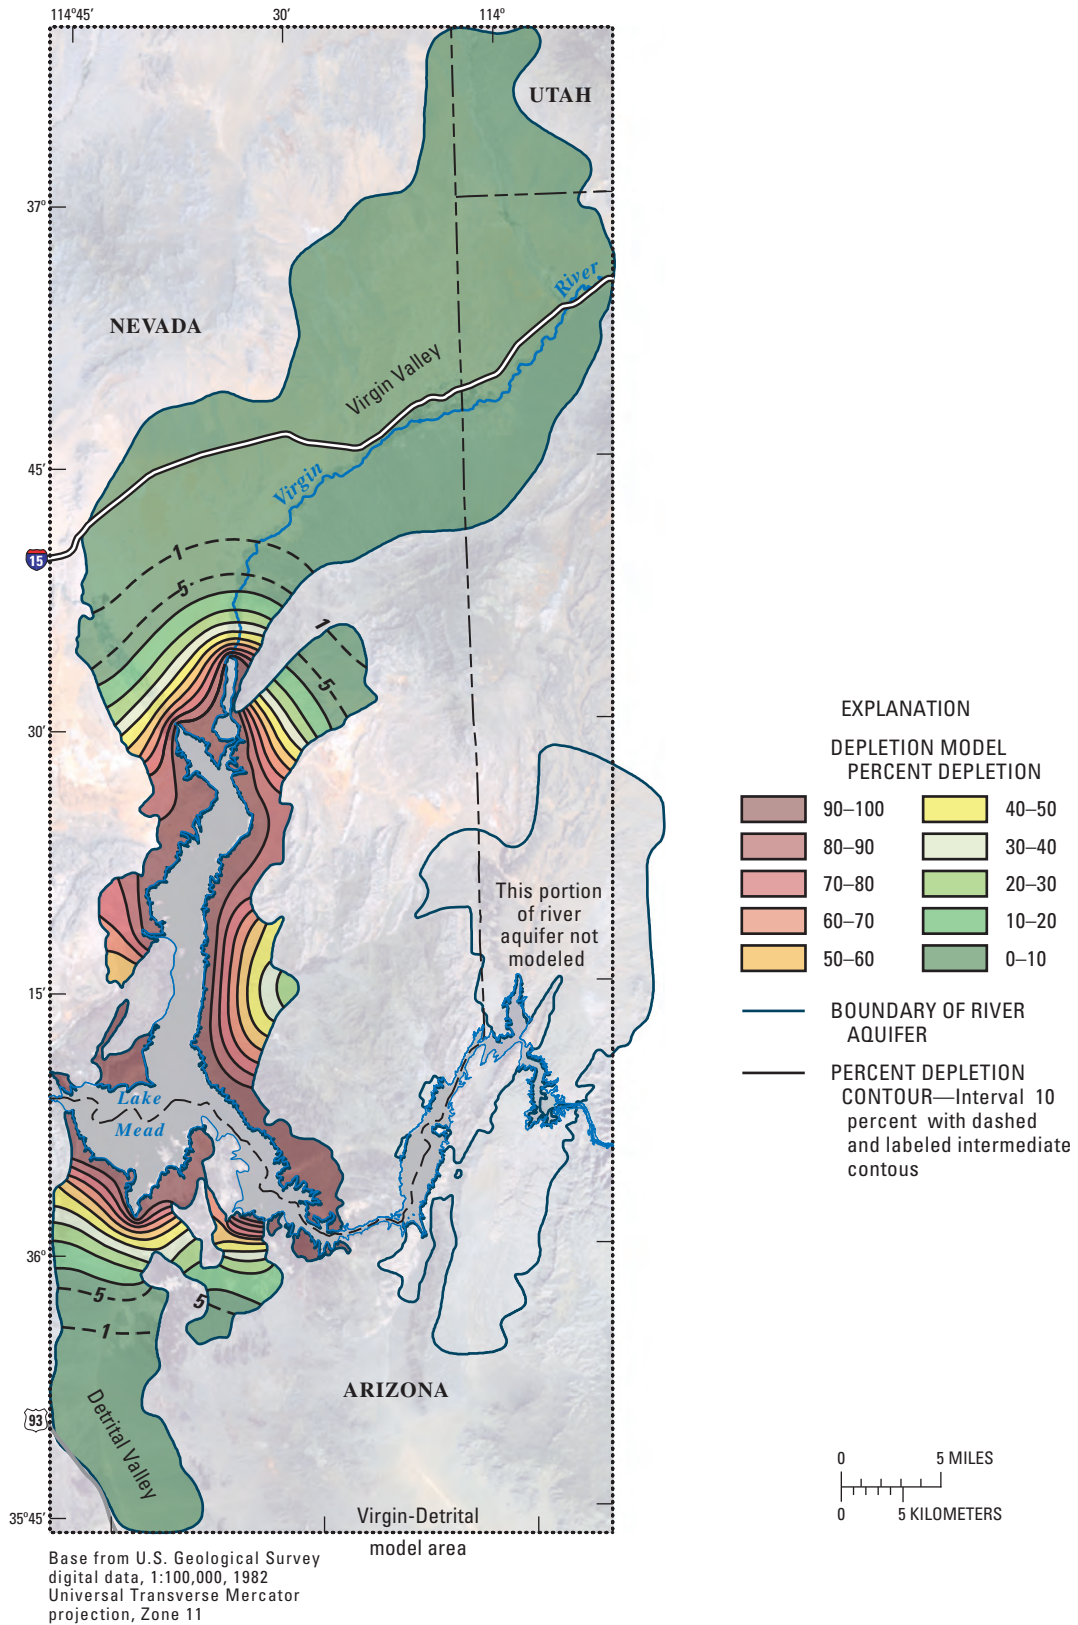 114°45′
30′
114°
UTAH
37°
River
NEVADA
Virgin Valley
45′
Virgin
15
1
5
1
5
30′
This portion
of river
aquifer not
modeled
15′
Lake
Mead
36°
5
5
1
ARIZONA
93
Detrital Valley
35°45′
Virgin-Detrital
model area
Base from U.S. Geological Survey
digital data, 1:100,000, 1982
Universal Transverse Mercator
projection, Zone 11
EXPLANATION
DEPLETION MODEL
PERCENT DEPLETION
90–100
80–90
70–80
60–70
50–60
40–50
30–40
20–30
10–20
0–10
BOUNDARY OF RIVER
AQUIFER
PERCENT DEPLETION
CONTOUR—Interval 10
percent with dashed
and labeled intermediate
contous
0 5 MILES
0 5 KILOMETERS